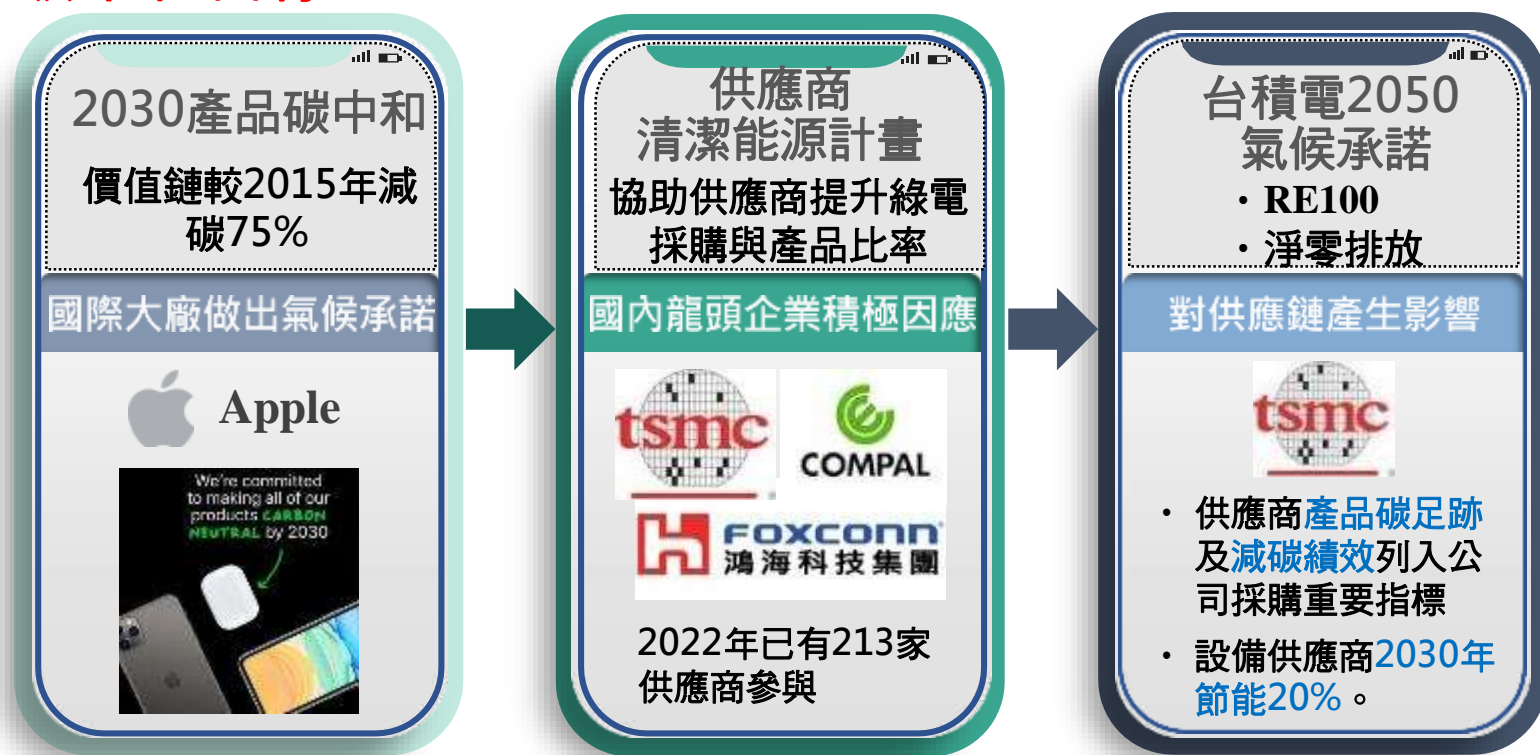 2030產品碳中和
價值鏈較2015年減
碳75%
國際大廠做出氣候承諾
Apple
We're committed
to making all of our
products CARBON
NEUTRAL by 2030
供應商
清潔能源計畫
協助供應商提升綠電
採購與產品比率
國內龍頭企業積極因應
tsmc
COMPAL
FOXCONN
鴻海科技集團
2022年已有213家
供應商參與
台積電2050
氣候承諾
・RE100
・淨零排放
對供應鏈產生影響
tsmc
・ 供應商產品碳足跡
及減碳績效列入公
司採購重要指標
・ 設備供應商2030年
節能20%。